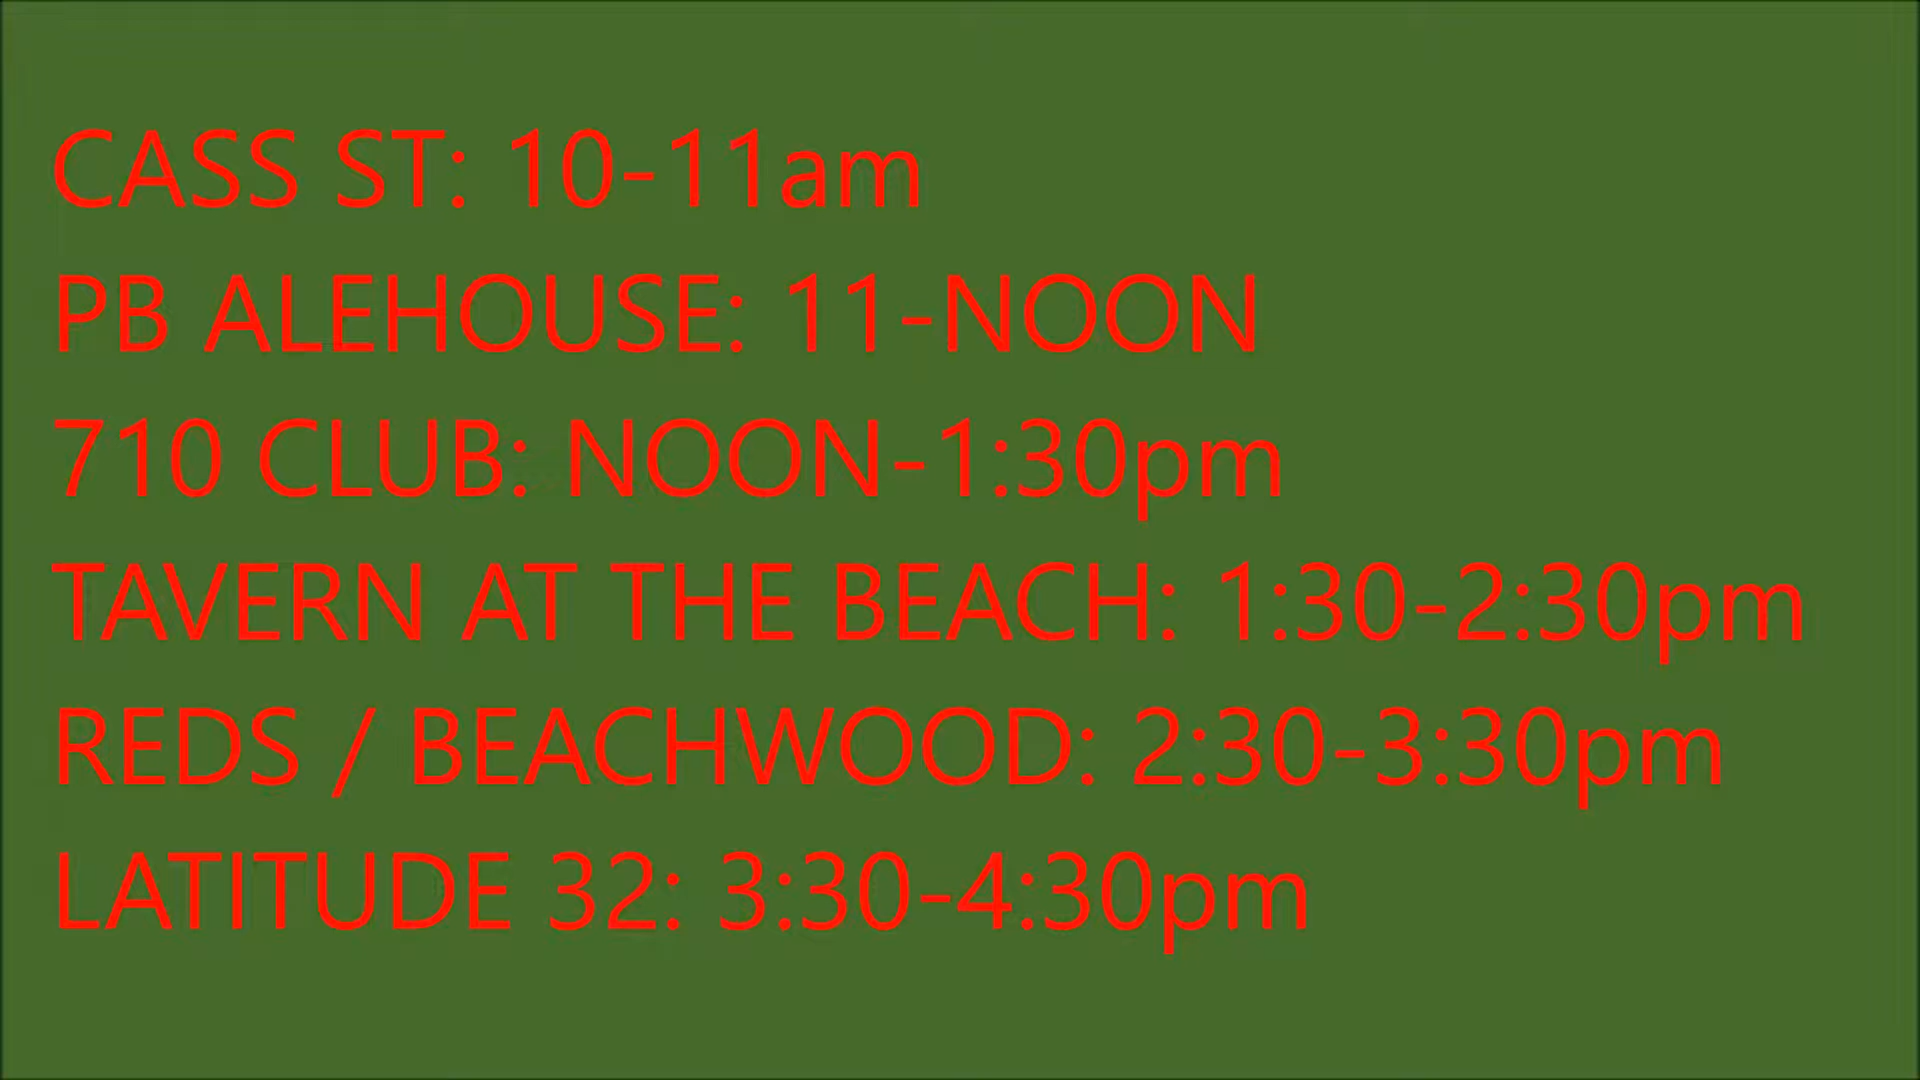 CASS ST: 10-11am
PB ALEHOUSE: 11-NOON
710 CLUB: NOON-1:30pm
TAVERN AT THE BEACH: 1:30-2:30pm
REDS / BEACHWOOD: 2:30-3:30pm
LATITUDE 32: 3:30-4:30pm